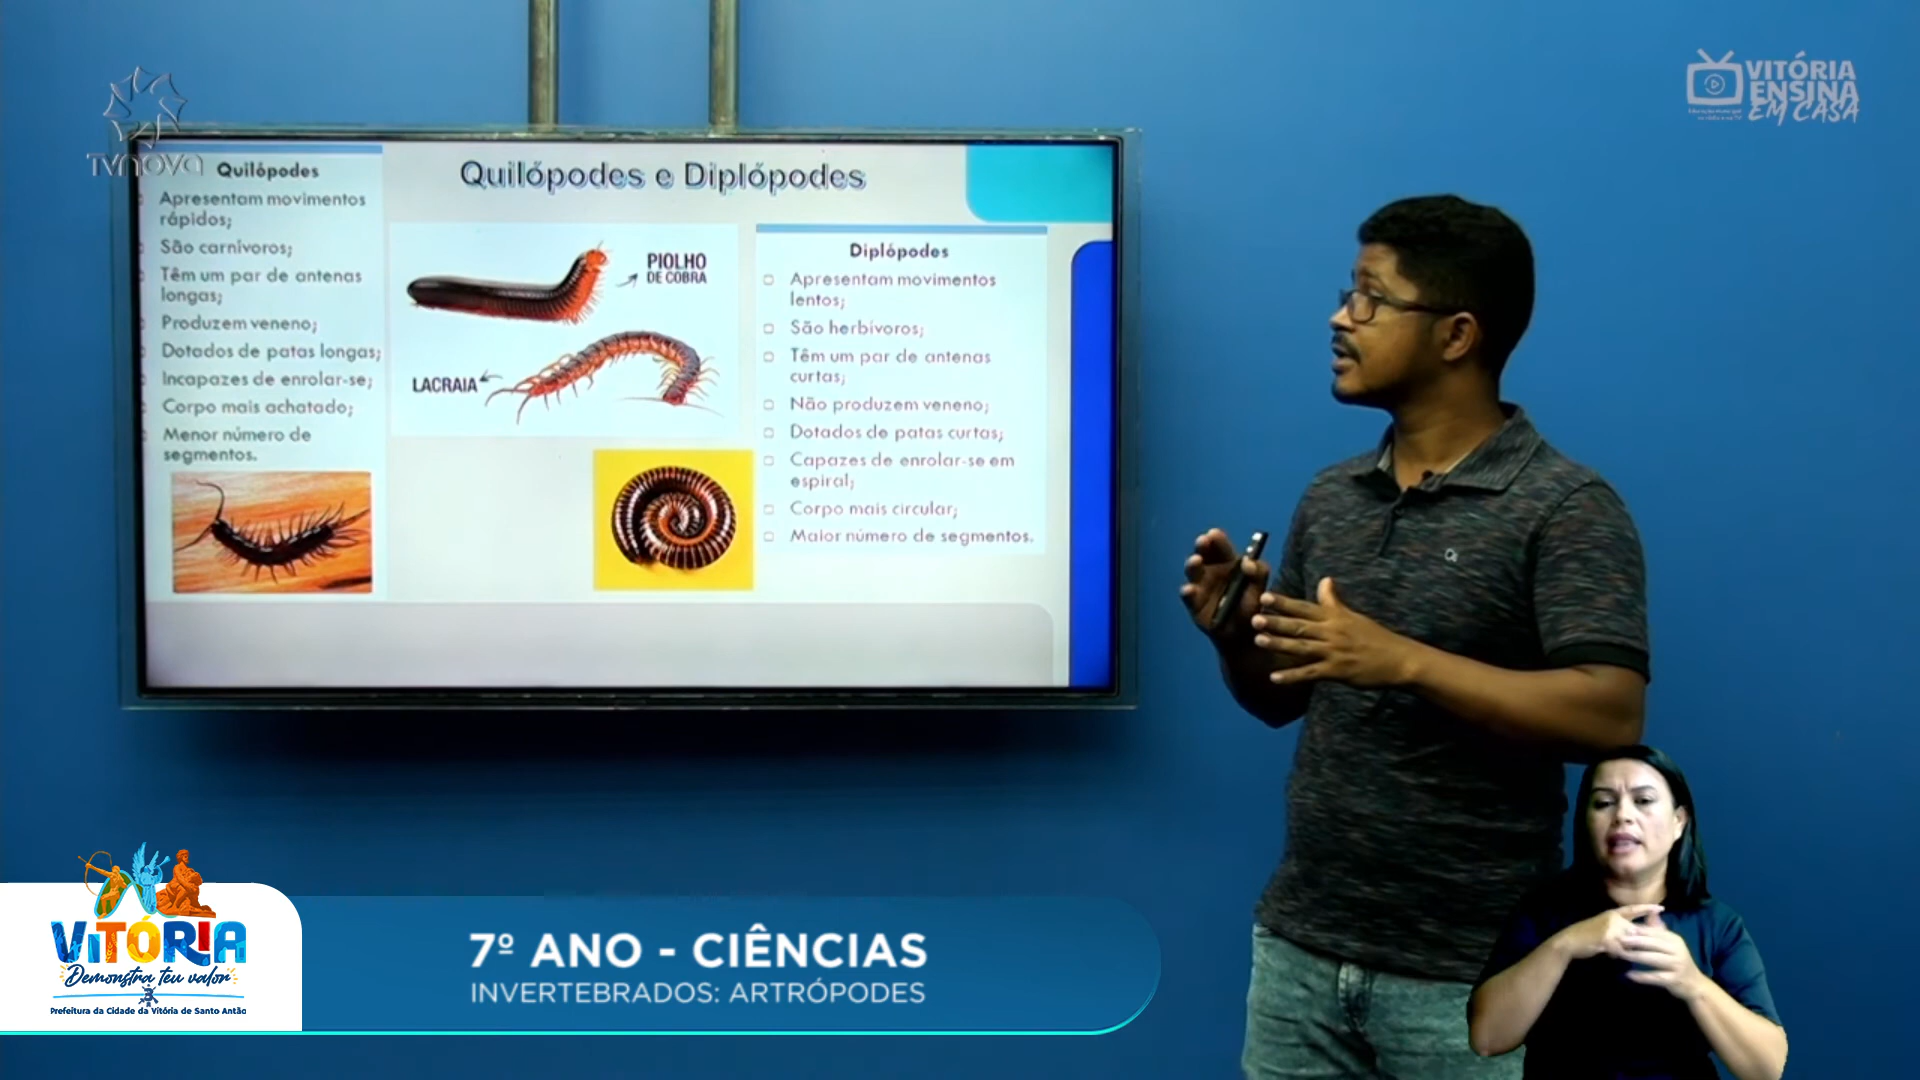 TVNOVA
VITÓRIA
ENSINA
EM CASA
Quilópodes e Diplópodes
Quilópodes
Apresentam movimentos
rápidos;
São carnívoros;
Têm um par de antenas
longas;
Produzem veneno;
Dotados de patas longas;
Incapazes de enrolar-se;
Corpo mais achatado;
Menor número de
segmentos.
PIOLHO
DE COBRA
LACRAIA
Diplópodes
Apresentam movimentos
lentos;
São herbívoros;
Têm um par de antenas
curtas;
Não produzem veneno;
Dotados de patas curtas;
Capazes de enrolar-se em
espiral;
Corpo mais circular;
Maior número de segmentos.
VITÓRIA
Demonstra teu valor
Prefeitura da Cidade da Vitória de Santo Antão
7º ANO - CIÊNCIAS
INVERTEBRADOS: ARTRÓPODES